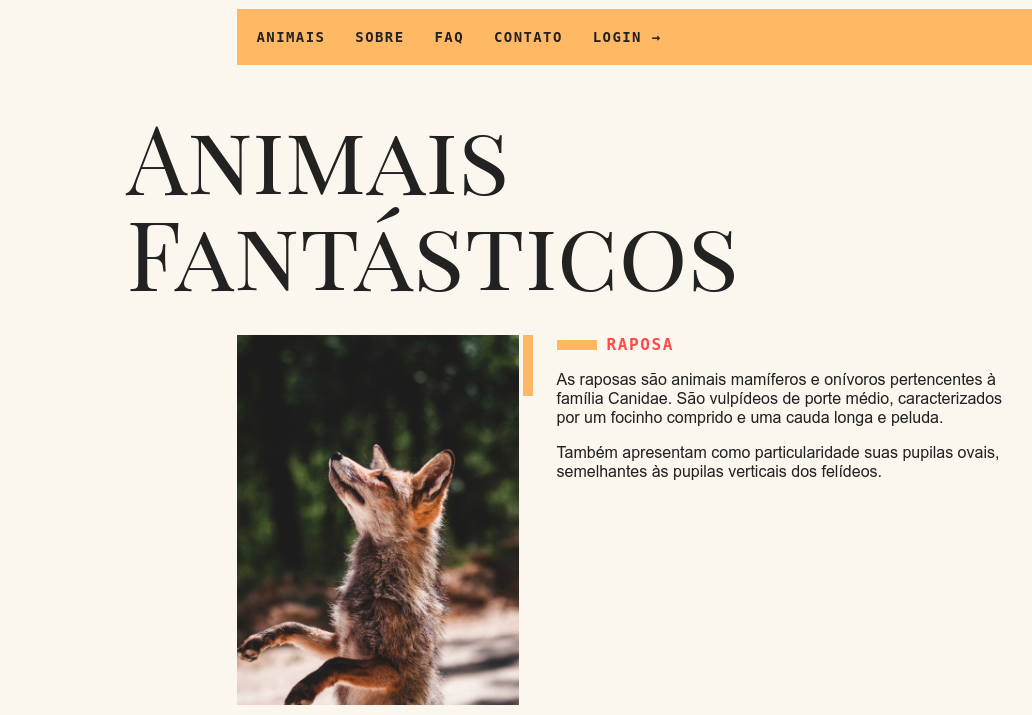 ANIMAIS SOBRE FAQ CONTATO LOGIN →
ANIMAIS
FANTÁSTICOS
RAPOSA
As raposas são animais mamíferos e onívoros pertencentes à
família Canidae. São vulpídeos de porte médio, caracterizados
por um focinho comprido e uma cauda longa e peluda.
Também apresentam como particularidade suas pupilas ovais,
semelhantes às pupilas verticais dos felídeos.